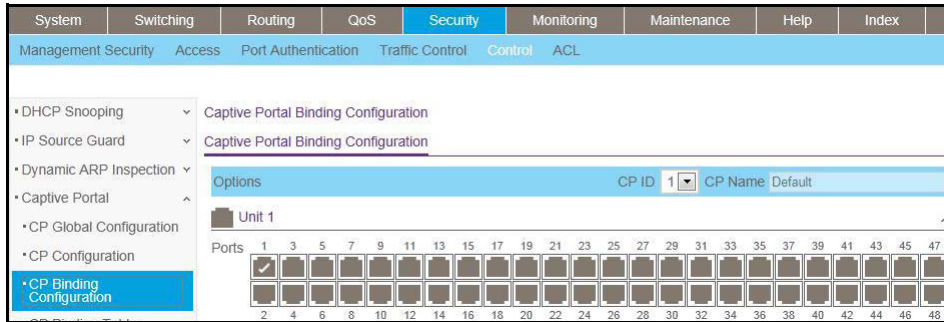 System Switching Routing QoS Security Monitoring Maintenance Help Index
Management Security Access Port Authentication Traffic Control Control ACL
DHCP Snooping
IP Source Guard
Dynamic ARP Inspection
Captive Portal
CP Global Configuration
CP Configuration
CP Binding
Configuration
Captive Portal Binding Configuration
Captive Portal Binding Configuration
Options CP ID 1 CP Name Default
Unit 1
Ports 1 3 5 7 9 11 13 15 17 19 21 23 25 27 29 31 33 35 37 39 41 43 45 47
2 4 6 8 10 12 14 16 18 20 22 24 26 28 30 32 34 36 38 40 42 44 46 48